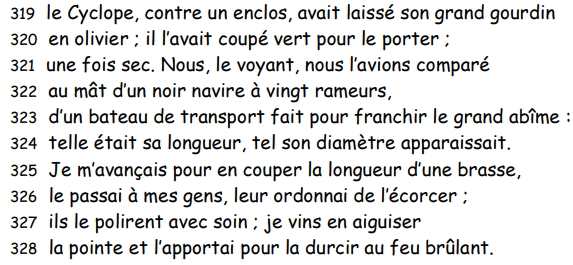 319 le Cyclope, contre un enclos, avait laissé son grand gourdin
320 en olivier ; il l’avait coupé vert pour le porter ;
321 une fois sec. Nous, le voyant, nous l’avions comparé
322 au mât d’un noir navire à vingt rameurs,
323 d’un bateau de transport fait pour franchir le grand abîme :
324 telle était sa longueur, tel son diamètre apparaissait.
325 Je m’avançais pour en couper la longueur d’une brasse,
326 le passai à mes gens, leur ordonnai de l’écorcer ;
327 ils le polirent avec soin ; je vins en aiguiser
328 la pointe et l’apportai pour la durcir au feu brûlant.